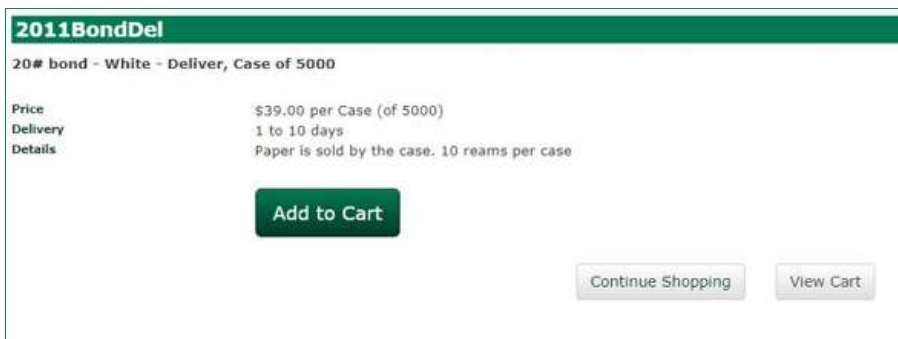 2011BondDel
20# bond - White - Deliver, Case of 5000
Price $39.00 per Case (of 5000)
Delivery 1 to 10 days
Details Paper is sold by the case. 10 reams per case
Add to Cart
Continue Shopping View Cart